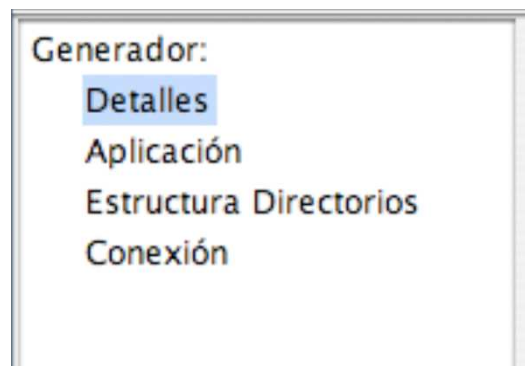 Generador:
Detalles
Aplicación
Estructura Directorios
Conexión